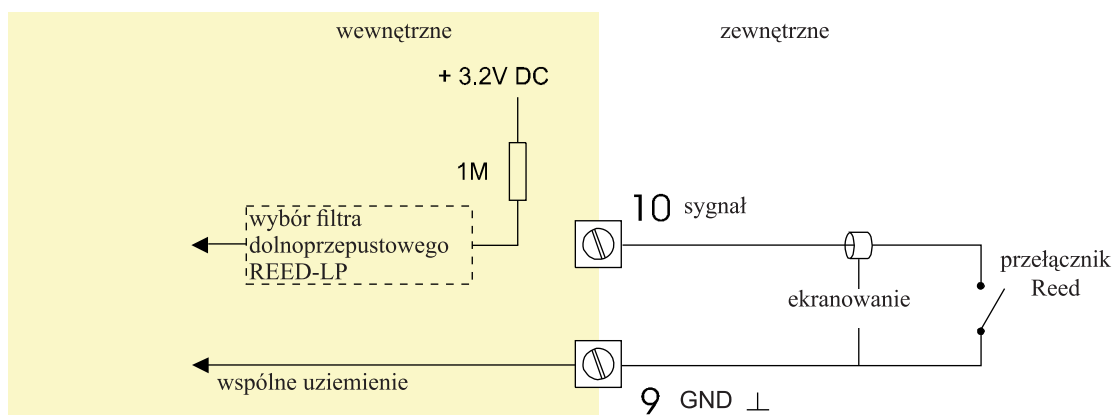 wewnętrzne
zewnętrzne
+ 3.2V DC
1M
10 sygnał
wybór filtra
dolnoprzepustowego
REED-LP
przełącznik
Reed
ekranowanie
wspólne uziemienie
9 GND ⊥